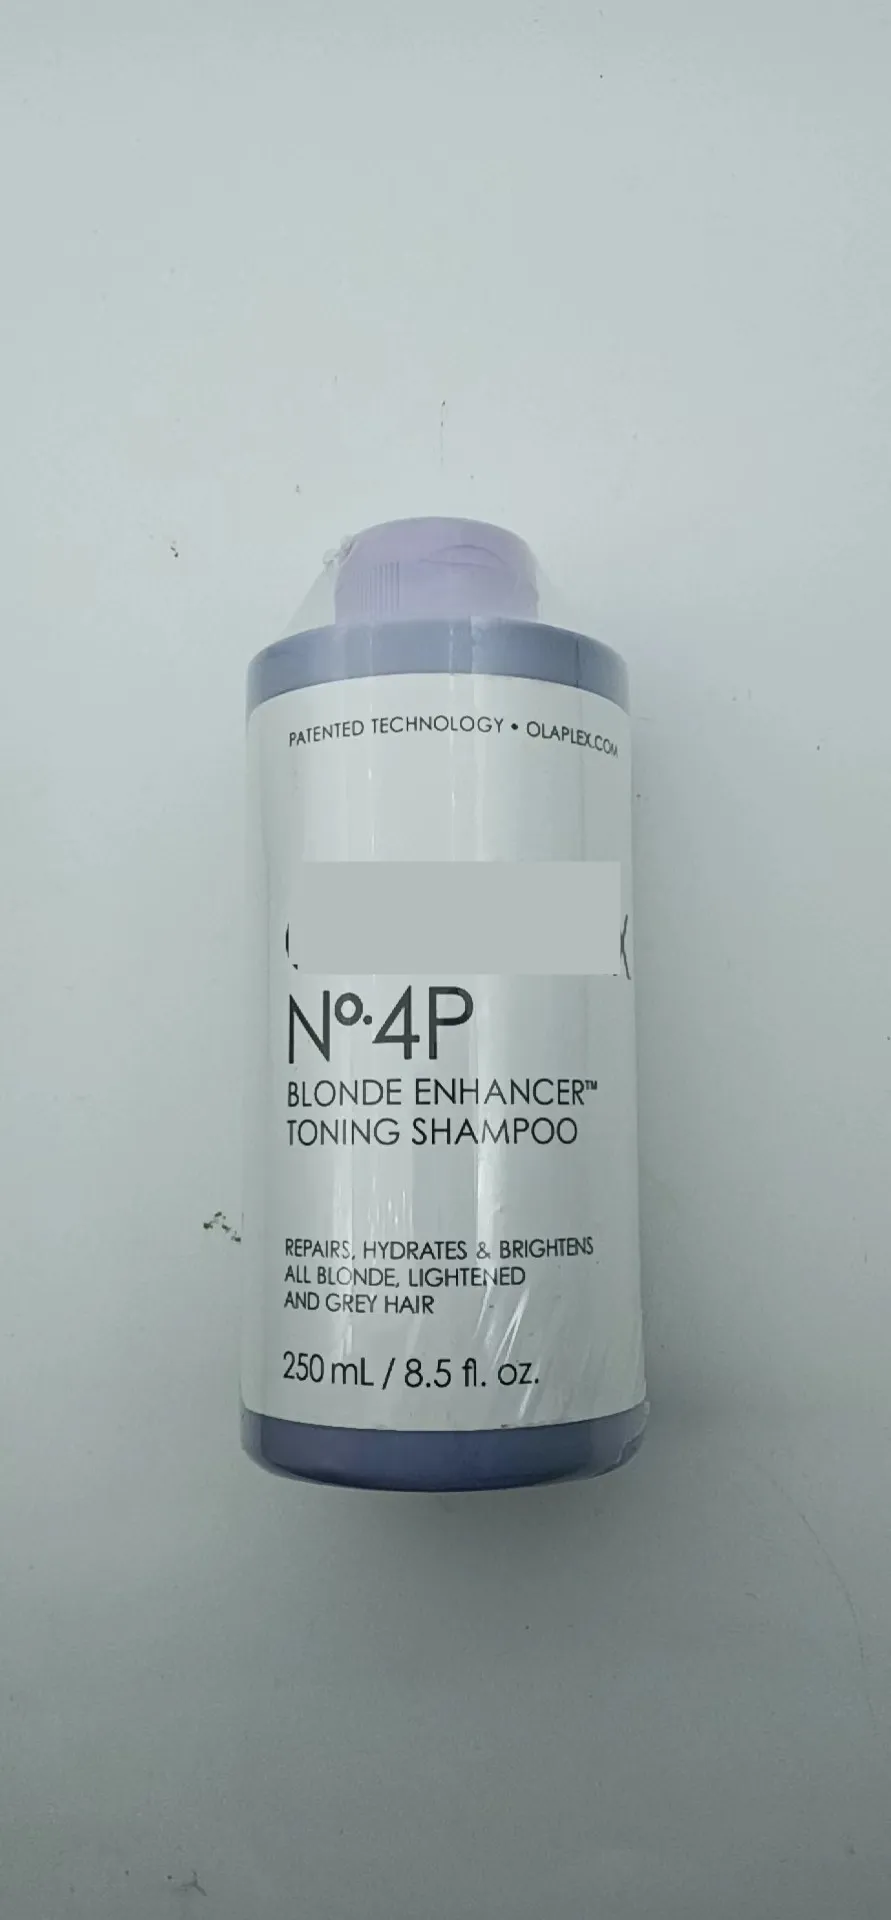 PATENTED TECHNOLOGY • OLAPLEX.COM
Nº.4P
BLONDE ENHANCER™
TONING SHAMPOO
REPAIRS, HYDRATES & BRIGHTENS
ALL BLONDE, LIGHTENED
AND GREY HAIR
250 mL / 8.5 fl. oz.